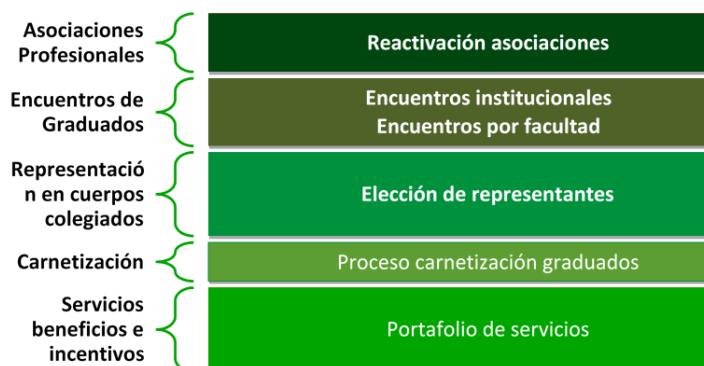 Asociaciones
Profesionales
Reactivación asociaciones
Encuentros de
Graduados
Encuentros institucionales
Encuentros por facultad
Representació
n en cuerpos
colegiados
Elección de representantes
Carnetización
Proceso carnetización graduados
Servicios
beneficios e
incentivos
Portafolio de servicios